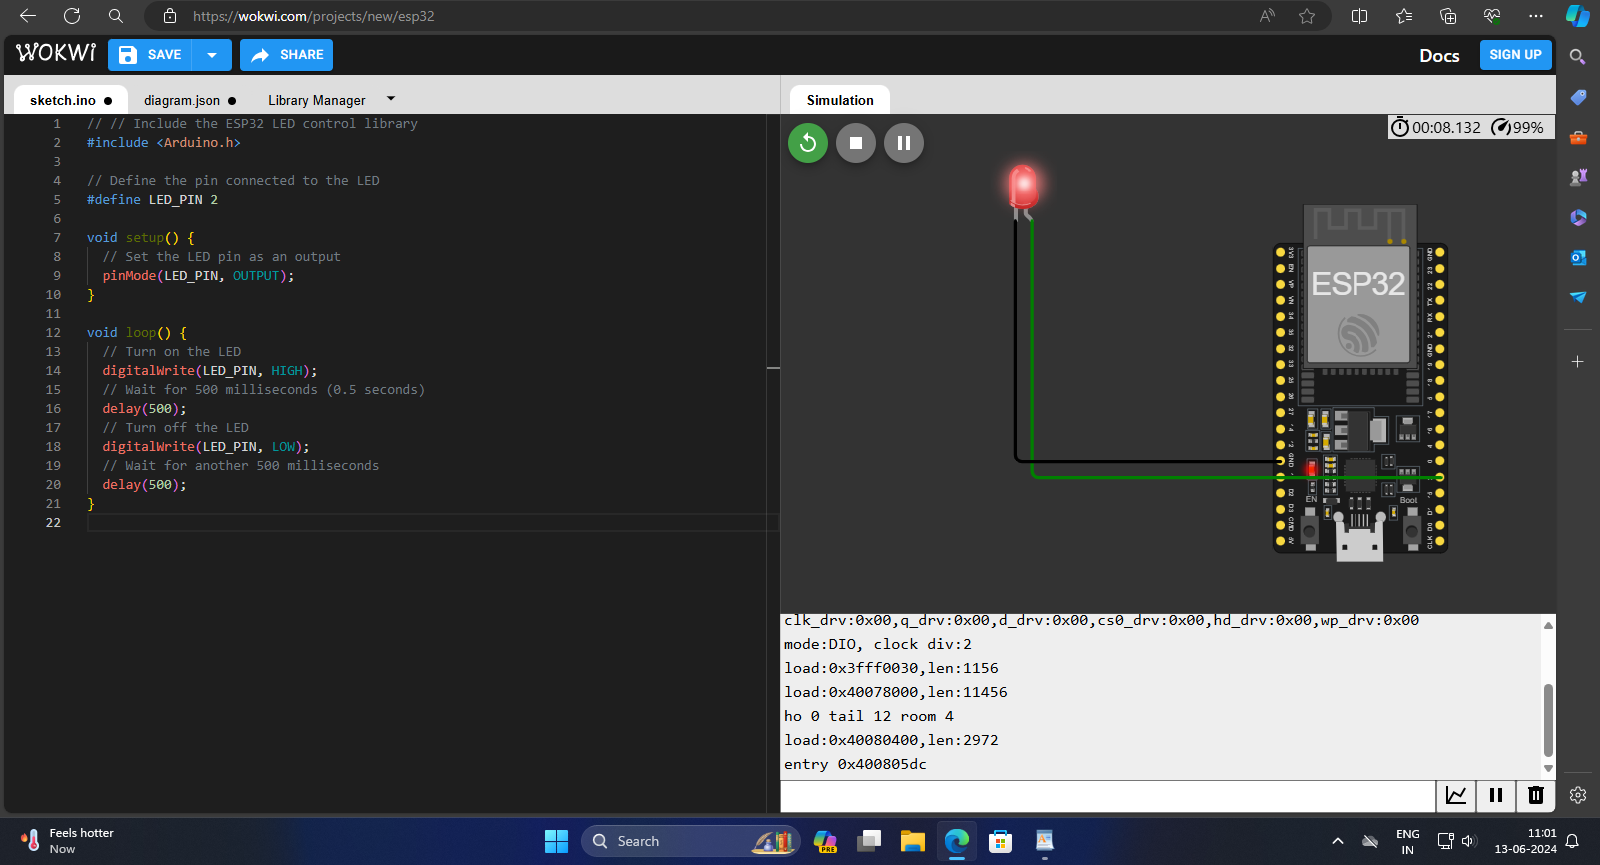 https://wokwi.com/projects/new/esp32
WOKWi
SAVE
SHARE
Docs
SIGN UP
sketch.ino ●
diagram.json ●
Library Manager
Simulation
1 // // Include the ESP32 LED control library
2 #include <Arduino.h>
3
4 // Define the pin connected to the LED
5 #define LED_PIN 2
6
7 void setup() {
8 // Set the LED pin as an output
9 pinMode(LED_PIN, OUTPUT);
10 }
11
12 void loop() {
13 // Turn on the LED
14 digitalWrite(LED_PIN, HIGH);
15 // Wait for 500 milliseconds (0.5 seconds)
16 delay(500);
17 // Turn off the LED
18 digitalWrite(LED_PIN, LOW);
19 // Wait for another 500 milliseconds
20 delay(500);
21 }
22
00:08.132 99%
ESP32
EN
Boot
clk_drv:0x00,q_drv:0x00,d_drv:0x00,cs0_drv:0x00,hd_drv:0x00,wp_drv:0x00
mode:DIO, clock div:2
load:0x3fff0030,len:1156
load:0x40078000,len:11456
ho 0 tail 12 room 4
load:0x40080400,len:2972
entry 0x400805dc
Feels hotter
Now
Search
PRE
ENG
IN
11:01
13-06-2024